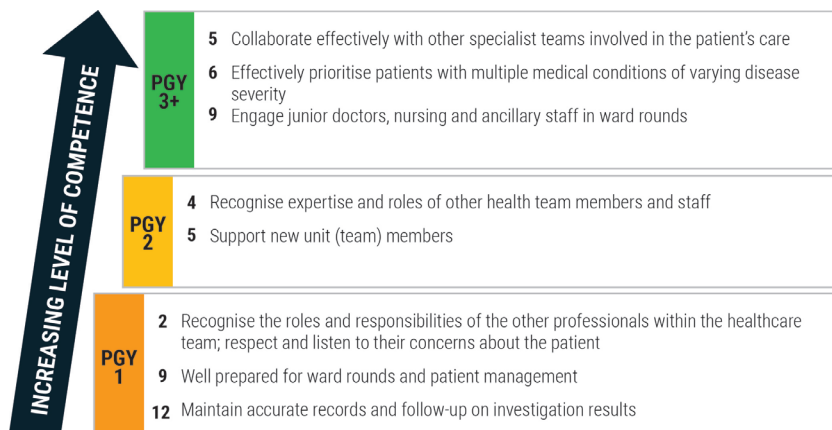 INCREASING LEVEL OF COMPETENCE
PGY
3+
5 Collaborate effectively with other specialist teams involved in the patient's care
6 Effectively prioritise patients with multiple medical conditions of varying disease
severity
9 Engage junior doctors, nursing and ancillary staff in ward rounds
PGY
2
4 Recognise expertise and roles of other health team members and staff
5 Support new unit (team) members
PGY
1
2 Recognise the roles and responsibilities of the other professionals within the healthcare
team; respect and listen to their concerns about the patient
9 Well prepared for ward rounds and patient management
12 Maintain accurate records and follow-up on investigation results